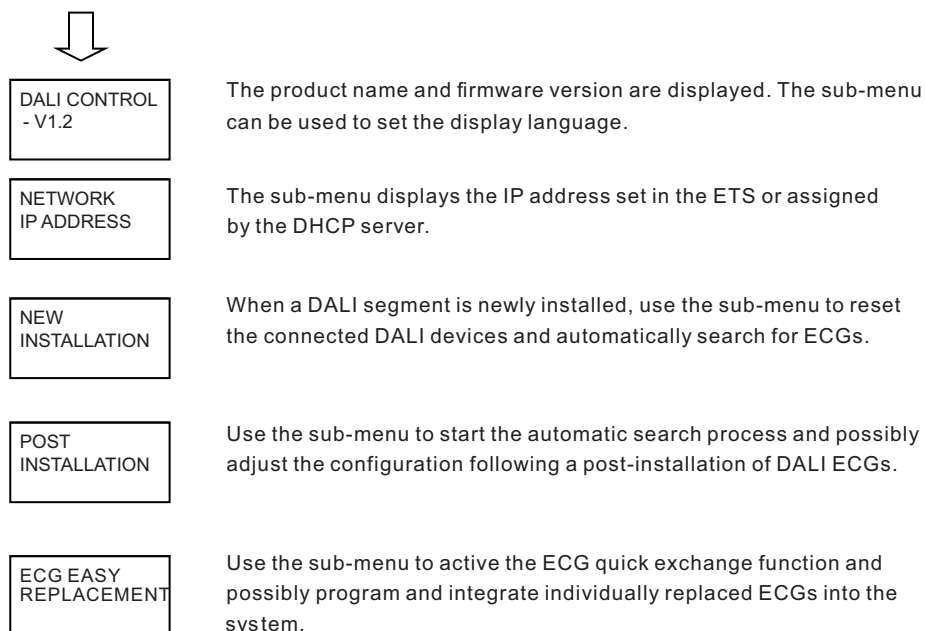 DALI CONTROL
- V1.2
The product name and firmware version are displayed. The sub-menu
can be used to set the display language.
NETWORK
IP ADDRESS
The sub-menu displays the IP address set in the ETS or assigned
by the DHCP server.
NEW
INSTALLATION
When a DALI segment is newly installed, use the sub-menu to reset
the connected DALI devices and automatically search for ECGs.
POST
INSTALLATION
Use the sub-menu to start the automatic search process and possibly
adjust the configuration following a post-installation of DALI ECGs.
ECG EASY
REPLACEMENT
Use the sub-menu to active the ECG quick exchange function and
possibly program and integrate individually replaced ECGs into the
system.